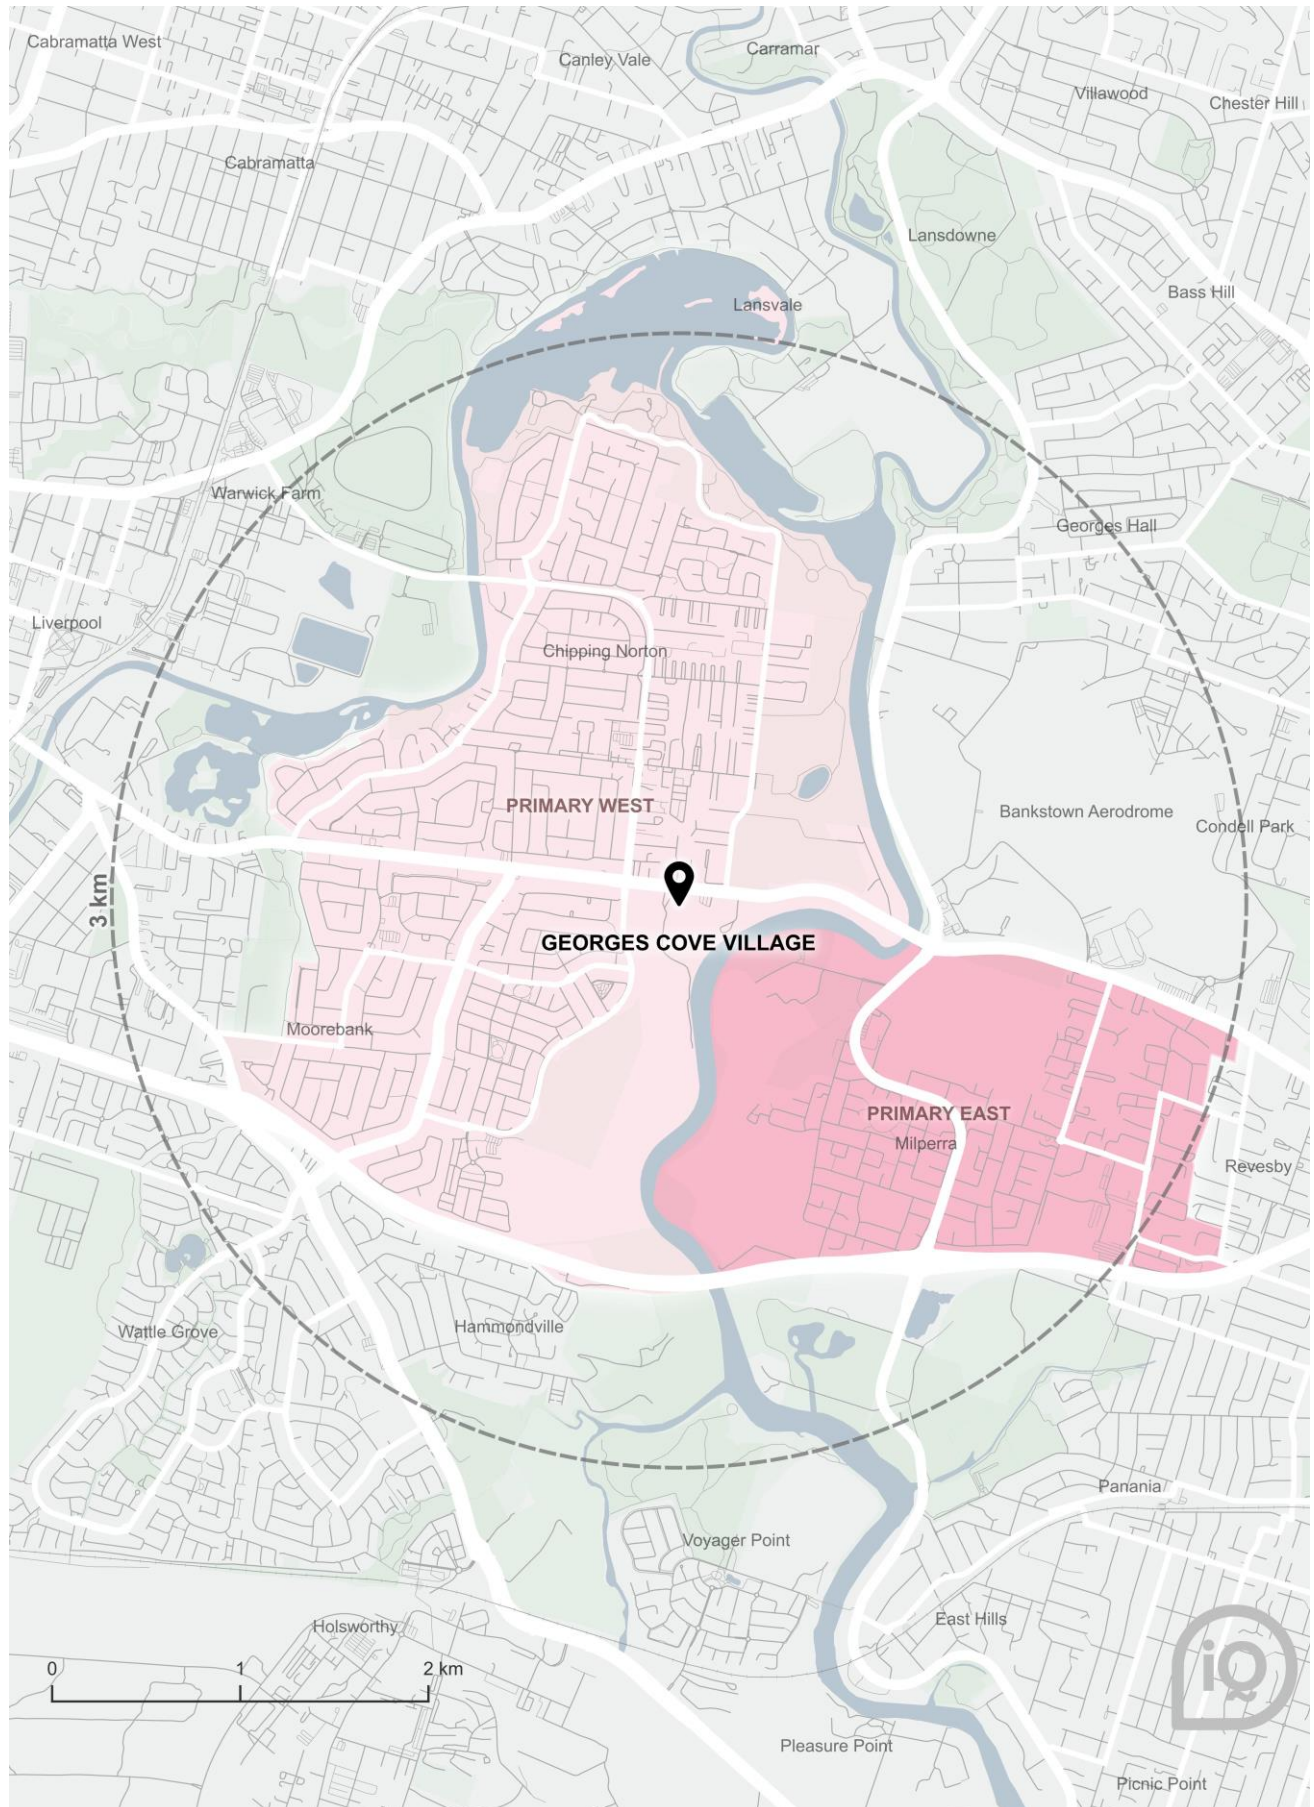 Cabramatta West
Canley Vale
Carramar
Villawood
Chester Hill
Cabramatta
Lansdowne
Bass Hill
Lansvale
Warwick Farm
Georges Hall
Liverpool
Chipping Norton
PRIMARY WEST
Bankstown Aerodrome
Condell Park
3 km
GEORGES COVE VILLAGE
Moorebank
PRIMARY EAST
Milperra
Revesby
Wattle Grove
Hammondville
Panania
Voyager Point
Holsworthy
East Hills
0 1 2 km
iQ
Pleasure Point
Picnic Point